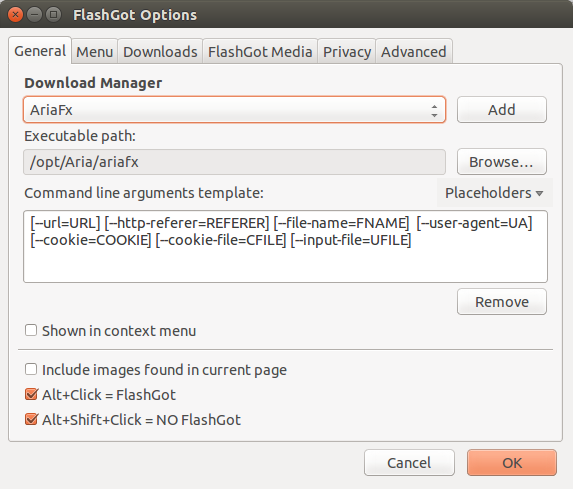 FlashGot Options
General Menu Downloads FlashGot Media Privacy Advanced
Download Manager
AriaFx Add
Executable path:
/opt/Aria/ariafx Browse...
Command line arguments template: Placeholders
[--url=URL] [--http-referer=REFERER] [--file-name=FNAME]  [--user-agent=UA]
[--cookie=COOKIE] [--cookie-file=CFILE] [--input-file=UFILE]
Remove
Shown in context menu
Include images found in current page
Alt+Click = FlashGot
Alt+Shift+Click = NO FlashGot
Cancel OK